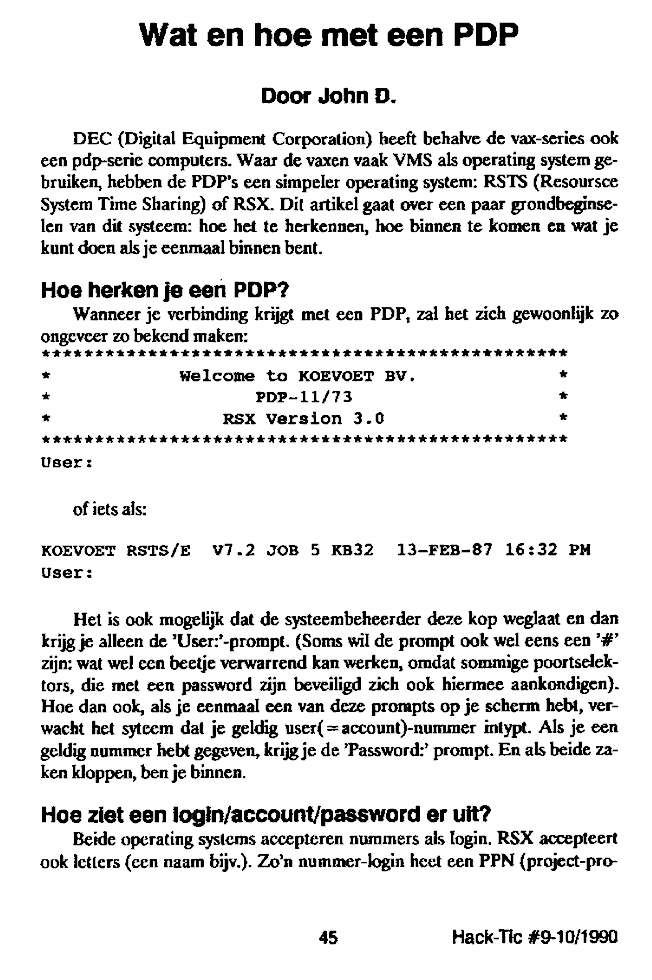 Wat en hoe met een PDP
Door John D.
DEC (Digital Equipment Corporation) heeft behalve de vax-series ook
een pdp-serie computers. Waar de vaxen vaak VMS als operating system ge-
bruiken, hebben de PDP's een simpeler operating system: RSTS (Resoursce
System Time Sharing) of RSX. Dit artikel gaat over een paar grondbeginse-
len van dit systeem: hoe het te herkennen, hoe binnen te komen en wat je
kunt doen als je eenmaal binnen bent.
Hoe herken je een PDP?
Wanneer je verbinding krijgt met een PDP, zal het zich gewoonlijk zo
ongeveer zo bekend maken:
*************************************************
* Welcome to KOEVOET BV. *
* PDP-11/73 *
* RSX Version 3.0 *
*************************************************
User:
of iets als:
KOEVOET RSTS/E V7.2 JOB 5 KB32 13-FEB-87 16:32 PM
User:
Het is ook mogelijk dat de systeembeheerder deze kop weglaat en dan
krijg je alleen de 'User:'-prompt. (Soms wil de prompt ook wel eens een '#'
zijn: wat wel een beetje verwarrend kan werken, omdat sommige poortselek-
tors, die met een password zijn beveiligd zich ook hiermee aankondigen).
Hoe dan ook, als je eenmaal een van deze prompts op je scherm hebt, ver-
wacht het syteem dat je geldig user(=account)-nummer intypt. Als je een
geldig nummer hebt gegeven, krijg je de 'Password:' prompt. En als beide za-
ken kloppen, ben je binnen.
Hoe ziet een login/account/password er uit?
Beide operating systems accepteren nummers als login. RSX accepteert
ook letters (een naam bijv.). Zo'n nummer-login heet een PPN (project-pro-
45 Hack-Tic #9-10/1990